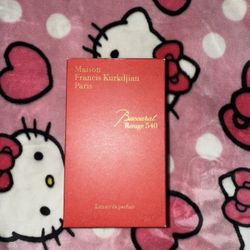 Maison
Francis Kurkdjian
Paris
Baccarat
Rouge 540
Extrait de parfum